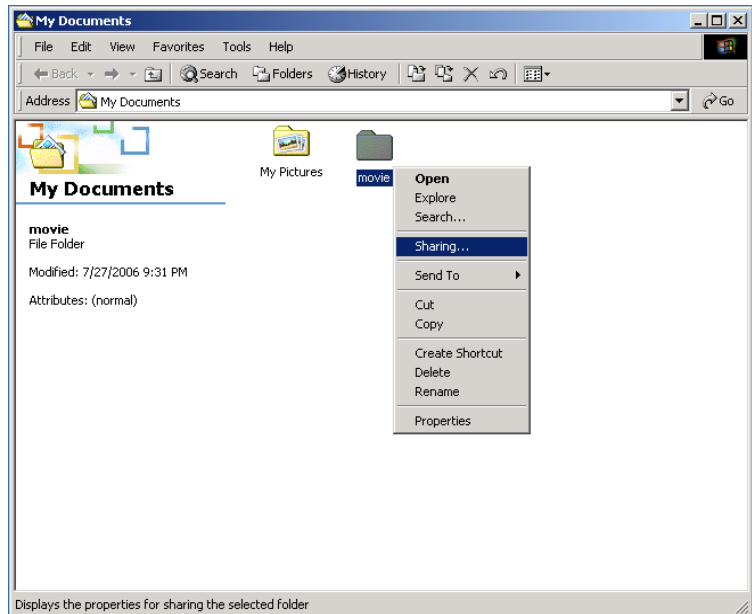 My Documents
File Edit View Favorites Tools Help
Back Search Folders History
Address My Documents Go
My Documents
movie
File Folder
Modified: 7/27/2006 9:31 PM
Attributes: (normal)
My Pictures
movie
Open
Explore
Search...
Sharing...
Send To
Cut
Copy
Create Shortcut
Delete
Rename
Properties
Displays the properties for sharing the selected folder